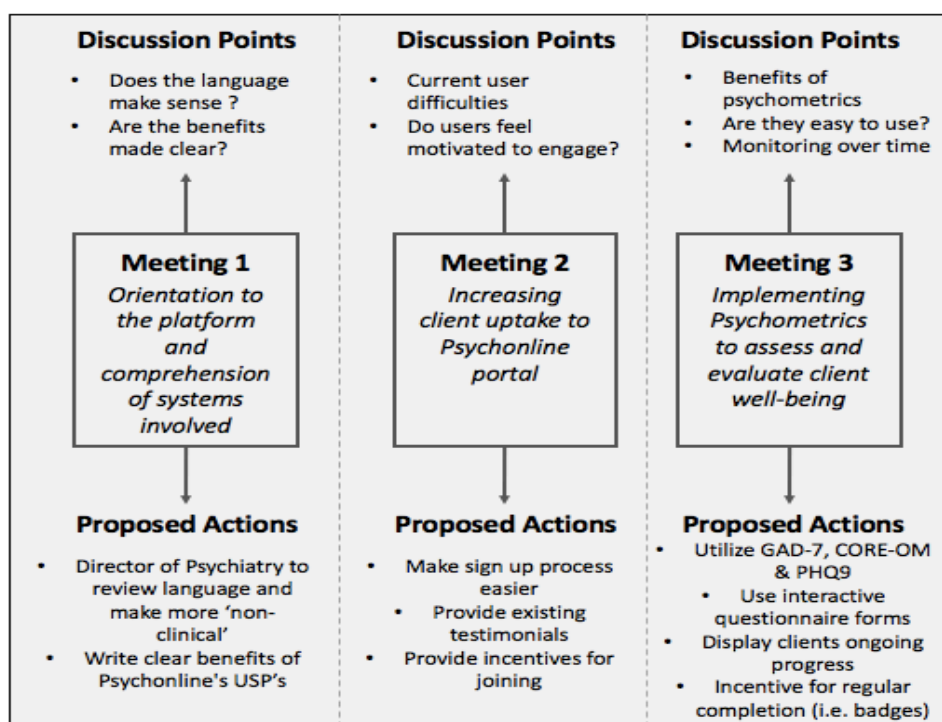 Discussion Points
• Does the language
make sense ?
• Are the benefits
made clear?
Meeting 1
Orientation to
the platform
and
comprehension
of systems
involved
Proposed Actions
• Director of Psychiatry to
review language and
make more ‘non-
clinical’
• Write clear benefits of
Psychonline's USP’s
Discussion Points
• Current user
difficulties
• Do users feel
motivated to engage?
Meeting 2
Increasing
client uptake to
Psychonline
portal
Proposed Actions
• Make sign up process
easier
• Provide existing
testimonials
• Provide incentives for
joining
Discussion Points
• Benefits of
psychometrics
• Are they easy to use?
• Monitoring over time
Meeting 3
Implementing
Psychometrics
to assess and
evaluate client
well-being
Proposed Actions
• Utilize GAD-7, CORE-OM
& PHQ9
• Use interactive
questionnaire forms
• Display clients ongoing
progress
• Incentive for regular
completion (i.e. badges)